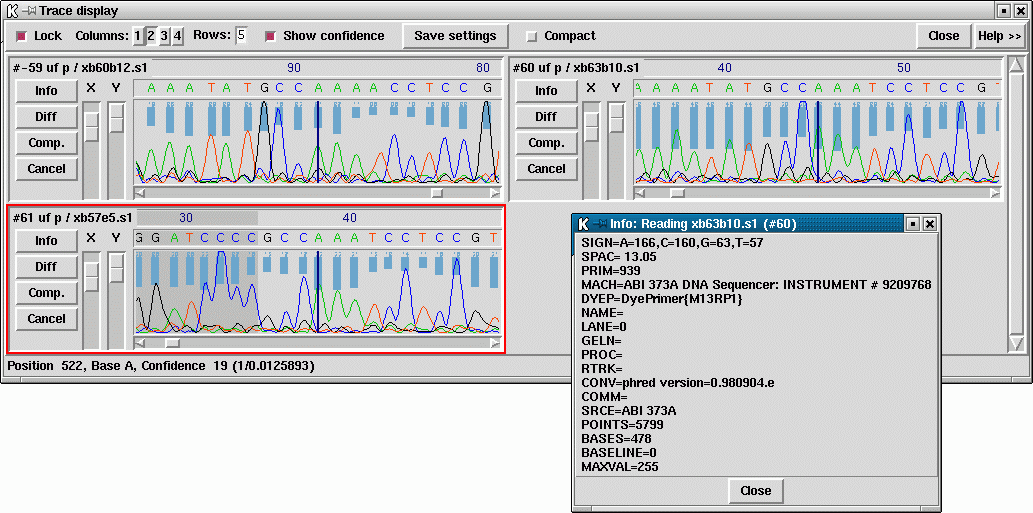 Trace display
Lock Columns: 1 2 3 4 Rows: 5 Show confidence Save settings Compact Close Help >>
#-59 uf p / xb60b12.s1 90 80
Info X Y A A A T A T G C C A A A A C C T C C G
Diff
Comp.
Cancel
#60 uf p / xb63b10.s1 40 50
Info X Y A A A A T A T G C C A A A T C C T C C G T
Diff
Comp.
Cancel
#61 uf p / xb57e5.s1 30 40
Info X Y G G A T C C C C G C C A A A T C C T C C G T
Diff
Comp.
Cancel
Position 522, Base A, Confidence 19 (1/0.0125893)
Info: Reading xb63b10.s1 (#60)
SIGN=A=166,C=160,G=63,T=57
SPAC= 13.05
PRIM=939
MACH=ABI 373A DNA Sequencer: INSTRUMENT # 9209768
DYEP=DyePrimer{M13RP1}
NAME=
LANE=0
GELN=
PROC=
RTRK=
CONV=phred version=0.980904.e
COMM=
SRCE=ABI 373A
POINTS=5799
BASES=478
BASELINE=0
MAXVAL=255
Close